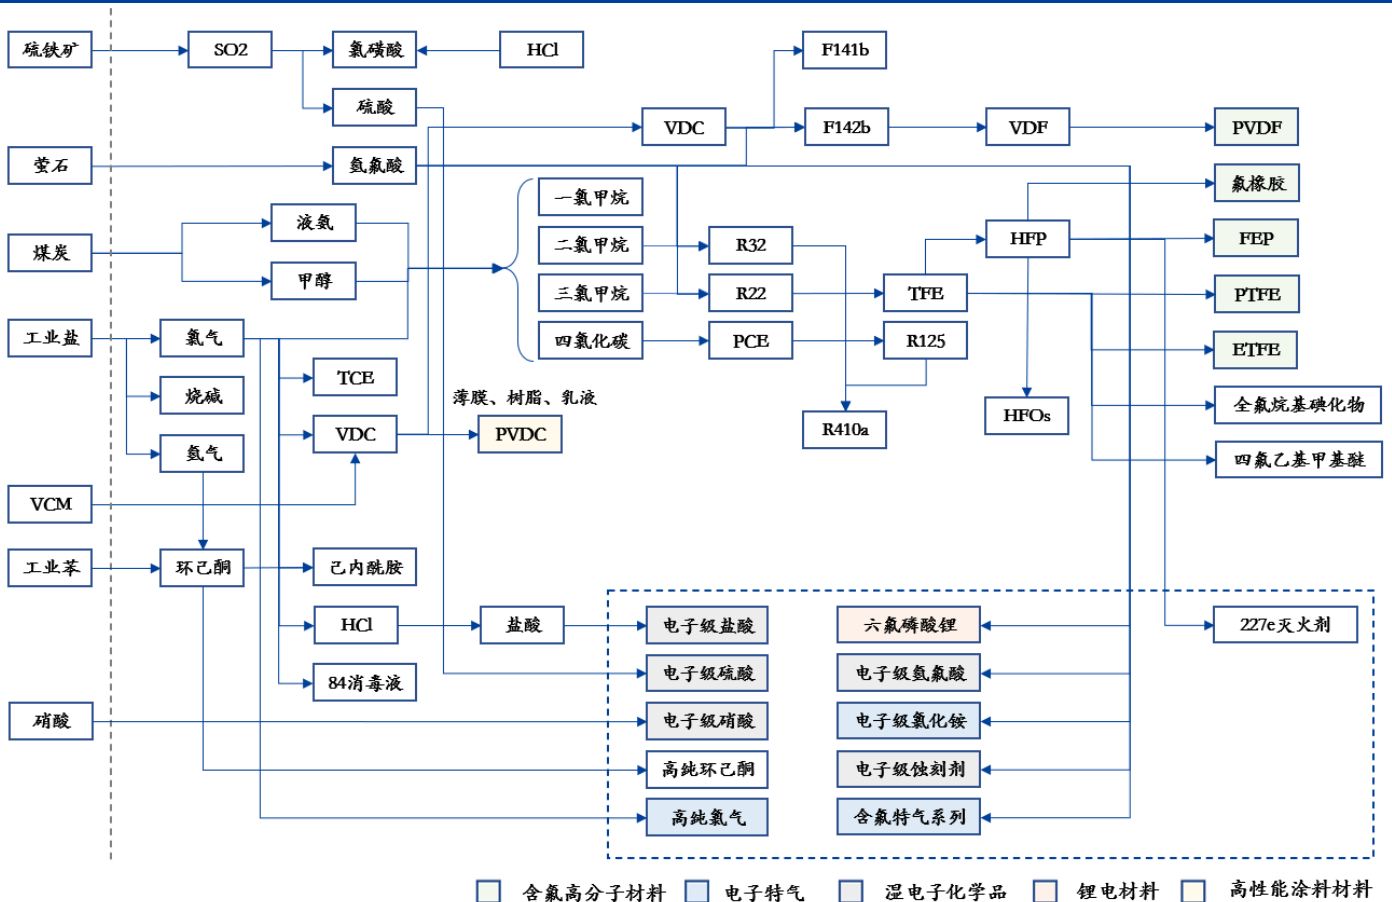 硫铁矿
SO2
氯磺酸
HCl
F141b
硫酸
VDC
F142b
VDF
PVDF
萤石
氢氟酸
一氯甲烷
氟橡胶
煤炭
液氨
二氯甲烷
R32
HFP
FEP
甲醇
三氯甲烷
R22
TFE
PTFE
工业盐
氯气
四氯化碳
PCE
R125
ETFE
TCE
烧碱
薄膜、树脂、乳液
全氟烷基碘化物
HFOs
VDC
PVDC
R410a
氢气
四氟乙基甲基醚
VCM
工业苯
环己酮
己内酰胺
HCl
盐酸
电子级盐酸
六氟磷酸锂
227e灭火剂
84消毒液
电子级硫酸
电子级氢氟酸
硝酸
电子级硝酸
电子级氯化铵
高纯环己酮
电子级蚀刻剂
高纯氯气
含氟特气系列
含氟高分子材料
电子特气
湿电子化学品
锂电材料
高性能涂料材料